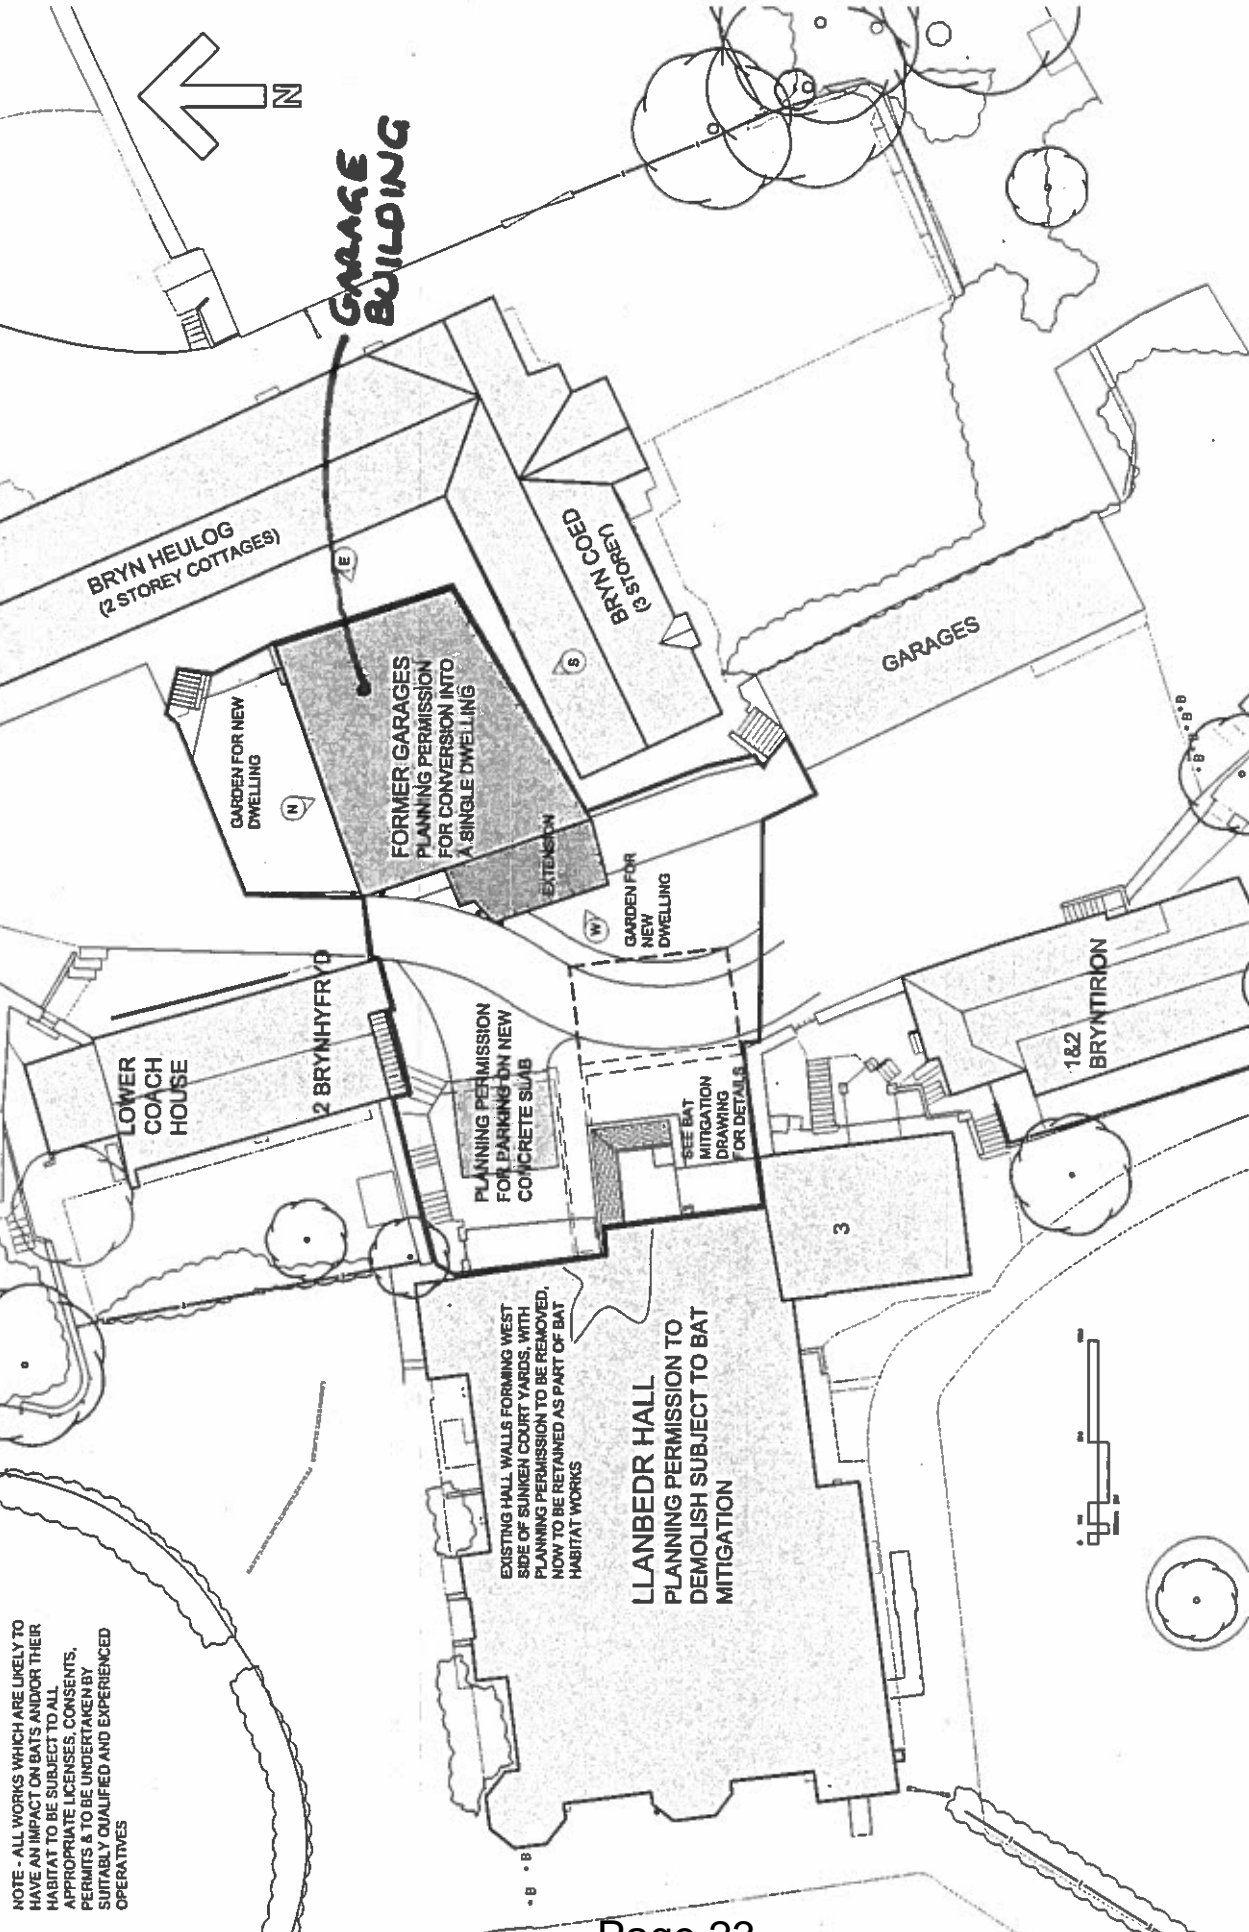 NOTE - ALL WORKS WHICH ARE LIKELY TO
HAVE AN IMPACT ON BATS AND/OR THEIR
HABITAT TO BE SUBJECT TO ALL
APPROPRIATE LICENSES, CONSENTS,
PERMITS & TO BE UNDERTAKEN BY
SUITABLY QUALIFIED AND EXPERIENCED
OPERATIVES
N
GARAGE
BUILDING
BRYN HEULOG
(2 STOREY COTTAGES)
E
BRYN COED
(3 STOREY)
S
GARAGES
GARDEN FOR NEW
DWELLING
N
FORMER GARAGES
PLANNING PERMISSION
FOR CONVERSION INTO
A SINGLE DWELLING
EXTENSION
W
GARDEN FOR
NEW
DWELLING
LOWER
COACH
HOUSE
2 BRYNHYFRYD
PLANNING PERMISSION
FOR PARKING ON NEW
CONCRETE SLAB
SEE BAT
MITIGATION
DRAWING
FOR DETAILS
1&2
BRYNTIRION
3
EXISTING HALL WALLS FORMING WEST
SIDE OF SUNKEN COURT YARDS, WITH
PLANNING PERMISSION TO BE REMOVED,
NOW TO BE RETAINED AS PART OF BAT
HABITAT WORKS
LLANBEDR HALL
PLANNING PERMISSION TO
DEMOLISH SUBJECT TO BAT
MITIGATION
B
B
B
B
B
Page 23